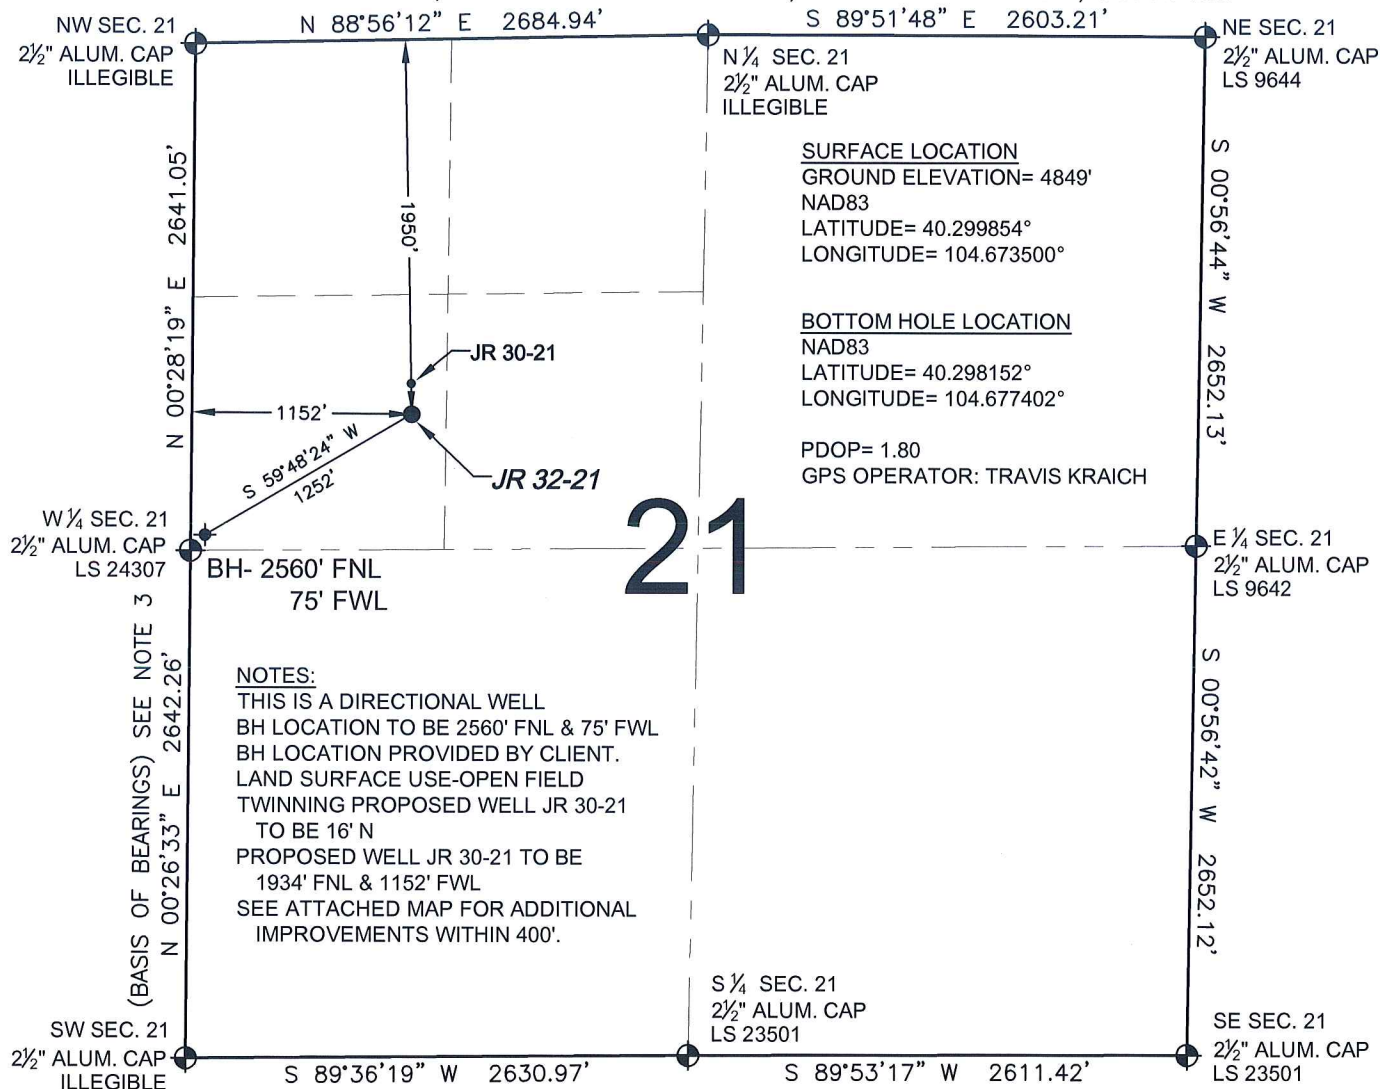 N 88°56'12" E 2684.94'
S 89°51'48" E 2603.21'
NW SEC. 21
2½" ALUM. CAP
ILLEGIBLE
N ¼ SEC. 21
2½" ALUM. CAP
ILLEGIBLE
NE SEC. 21
2½" ALUM. CAP
LS 9644
N 00°28'19" E 2641.05'
1950'
SURFACE LOCATION
GROUND ELEVATION= 4849'
NAD83
LATITUDE= 40.299854°
LONGITUDE= 104.673500°
S 00°56'44" W 2652.13'
BOTTOM HOLE LOCATION
NAD83
LATITUDE= 40.298152°
LONGITUDE= 104.677402°
PDOP= 1.80
GPS OPERATOR: TRAVIS KRAICH
JR 30-21
1152'
S 59°48'24" W
1252'
JR 32-21
21
W ¼ SEC. 21
2½" ALUM. CAP
LS 24307
BH- 2560' FNL
75' FWL
E ¼ SEC. 21
2½" ALUM. CAP
LS 9642
(BASIS OF BEARINGS) SEE NOTE 3
N 00°26'33" E 2642.26'
NOTES:
THIS IS A DIRECTIONAL WELL
BH LOCATION TO BE 2560' FNL & 75' FWL
BH LOCATION PROVIDED BY CLIENT.
LAND SURFACE USE-OPEN FIELD
TWINNING PROPOSED WELL JR 30-21
TO BE 16' N
PROPOSED WELL JR 30-21 TO BE
1934' FNL & 1152' FWL
SEE ATTACHED MAP FOR ADDITIONAL
IMPROVEMENTS WITHIN 400'.
S 00°56'42" W 2652.12'
SW SEC. 21
2½" ALUM. CAP
ILLEGIBLE
S ¼ SEC. 21
2½" ALUM. CAP
LS 23501
SE SEC. 21
2½" ALUM. CAP
LS 23501
S 89°36'19" W 2630.97'
S 89°53'17" W 2611.42'